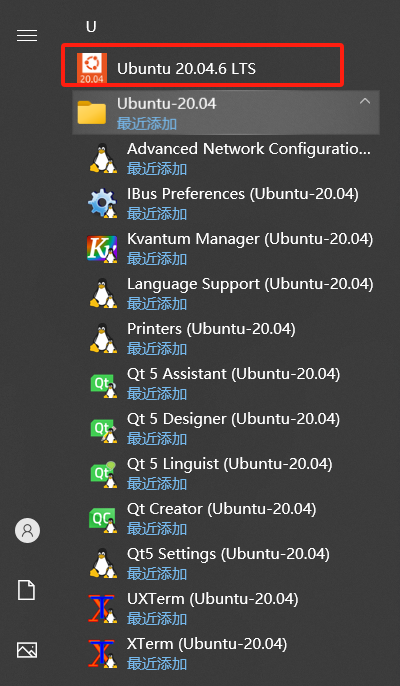 U
20.04
Ubuntu 20.04.6 LTS
Ubuntu-20.04
最近添加
Advanced Network Configuratio...
最近添加
IBus Preferences (Ubuntu-20.04)
最近添加
Kvantum Manager (Ubuntu-20.04)
最近添加
Language Support (Ubuntu-20.04)
最近添加
Printers (Ubuntu-20.04)
最近添加
Qt 5 Assistant (Ubuntu-20.04)
最近添加
Qt 5 Designer (Ubuntu-20.04)
最近添加
Qt 5 Linguist (Ubuntu-20.04)
最近添加
Qt Creator (Ubuntu-20.04)
最近添加
Qt5 Settings (Ubuntu-20.04)
最近添加
UXTerm (Ubuntu-20.04)
最近添加
XTerm (Ubuntu-20.04)
最近添加